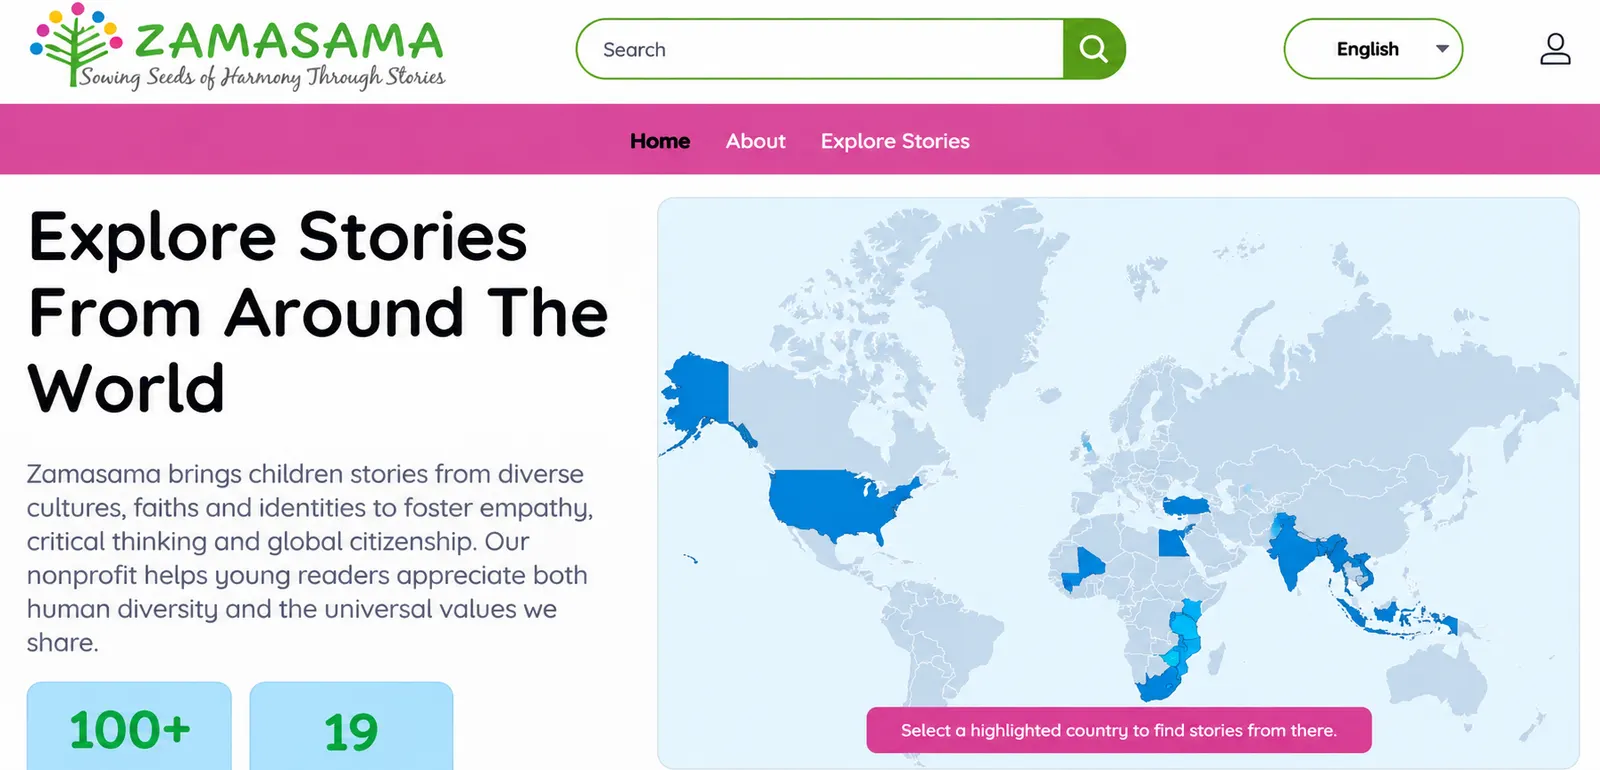 ZAMASAMA
Sowing Seeds of Harmony Through Stories
Search
English
Home
About
Explore Stories
Explore Stories
From Around The
World
Zamasama brings children stories from diverse
cultures, faiths and identities to foster empathy,
critical thinking and global citizenship. Our
nonprofit helps young readers appreciate both
human diversity and the universal values we
share.
100+
19
Select a highlighted country to find stories from there.